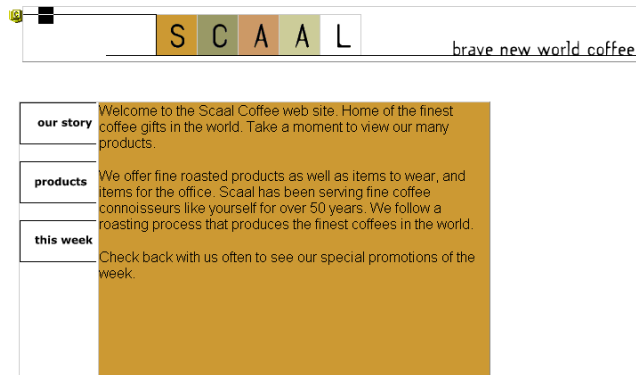 SCAAL
brave new world coffee
our story
products
this week
Welcome to the Scaal Coffee web site. Home of the finest
coffee gifts in the world. Take a moment to view our many
products.
We offer fine roasted products as well as items to wear, and
items for the office. Scaal has been serving fine coffee
connoisseurs like yourself for over 50 years. We follow a
roasting process that produces the finest coffees in the world.
Check back with us often to see our special promotions of the
week.